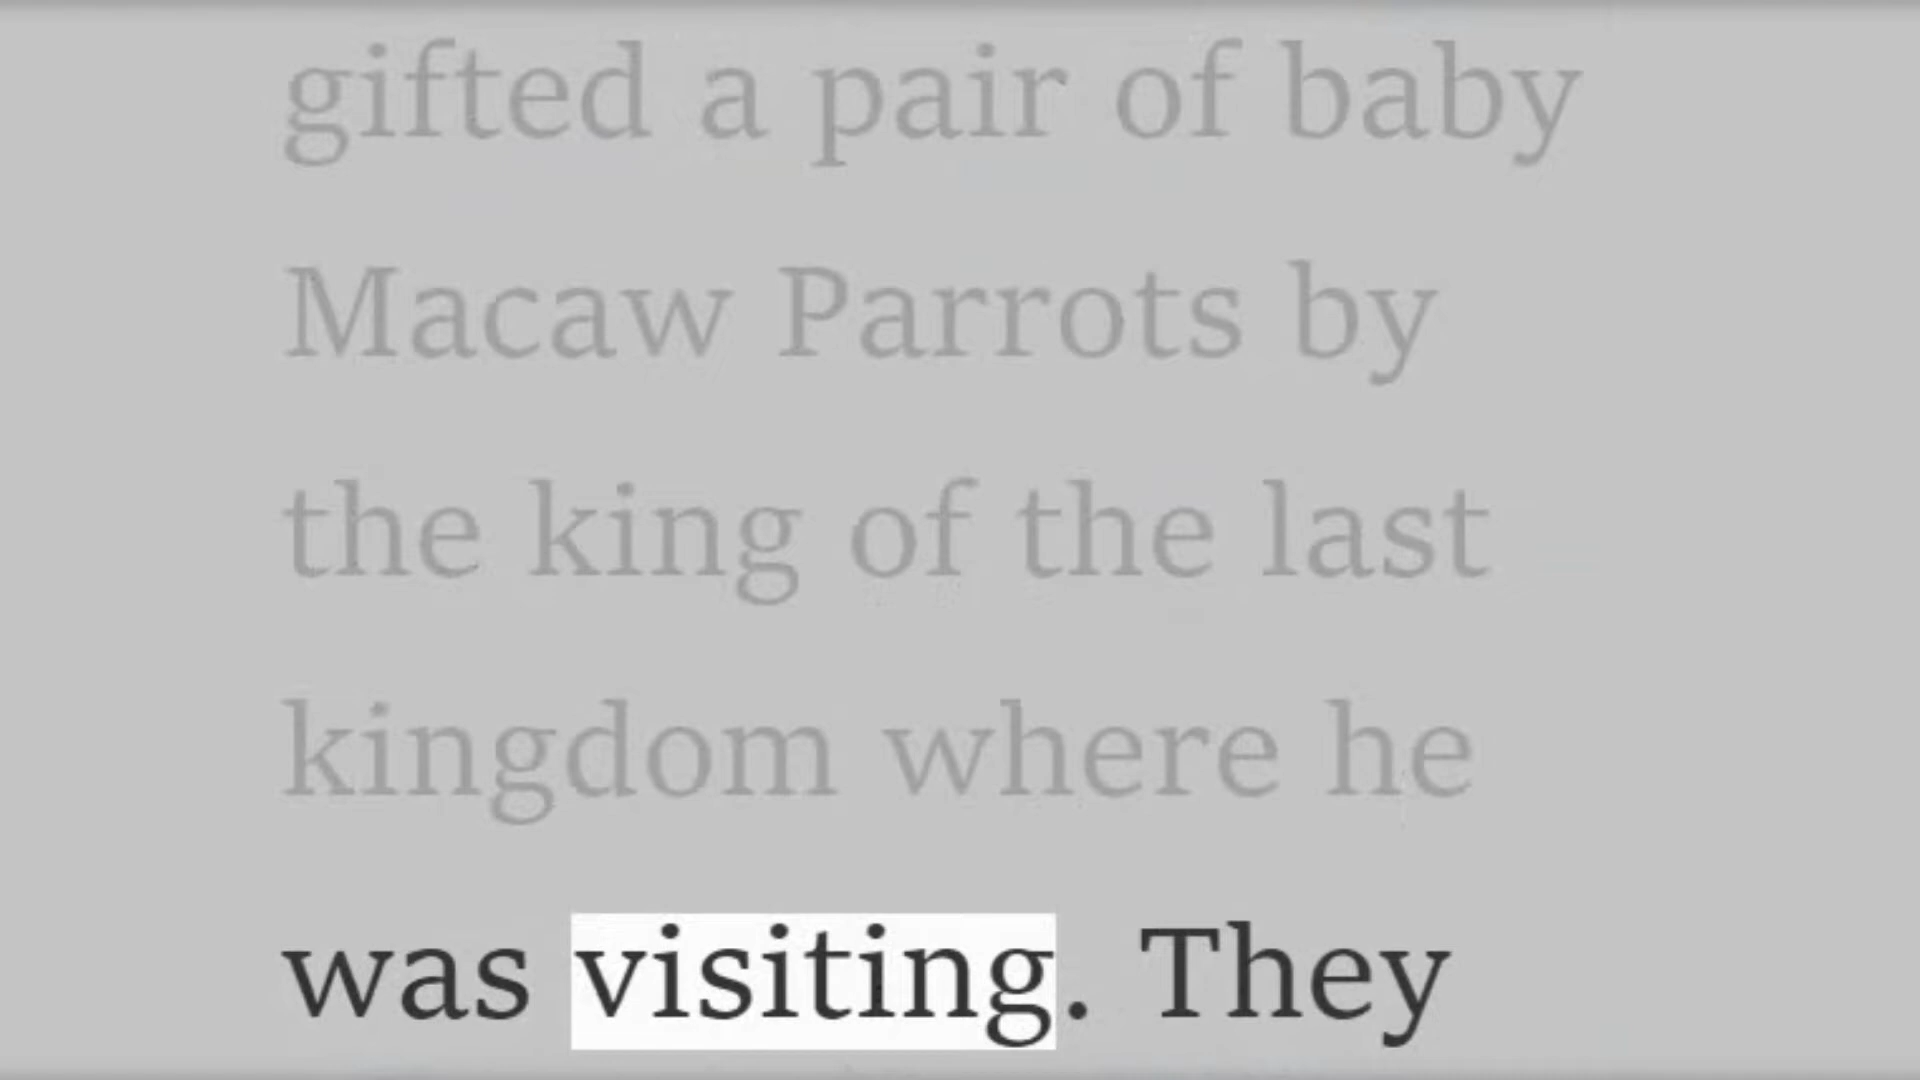 gifted a pair of baby
Macaw Parrots by
the king of the last
kingdom where he
was visiting. They